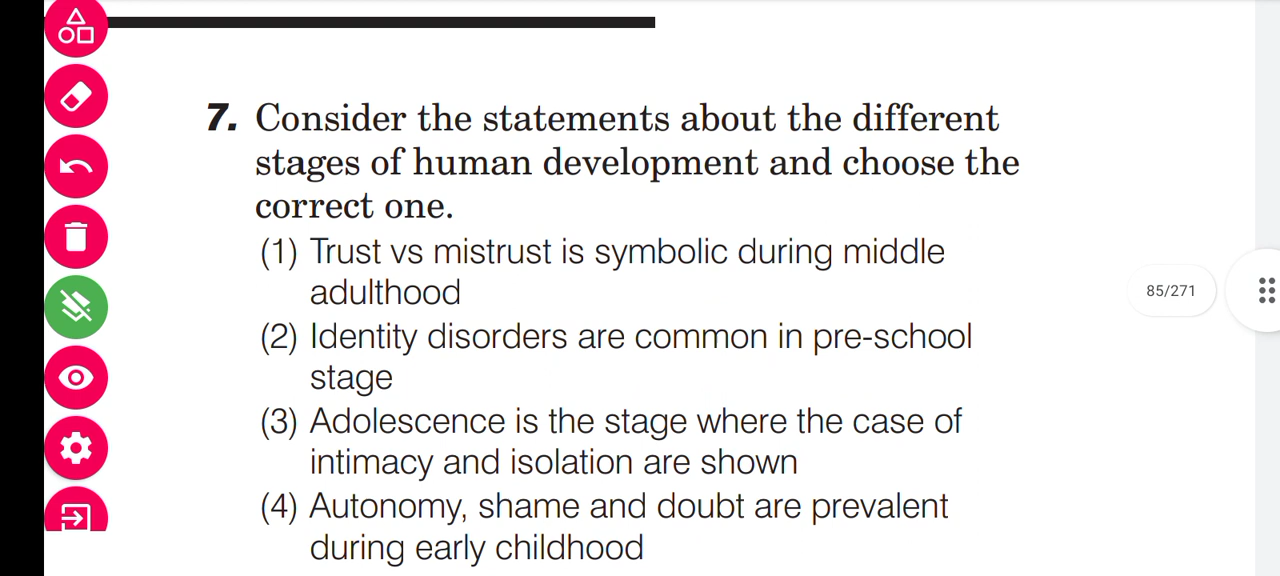 7. Consider the statements about the different
stages of human development and choose the
correct one.
(1) Trust vs mistrust is symbolic during middle
adulthood
85/271
(2) Identity disorders are common in pre-school
stage
(3) Adolescence is the stage where the case of
intimacy and isolation are shown
(4) Autonomy, shame and doubt are prevalent
during early childhood